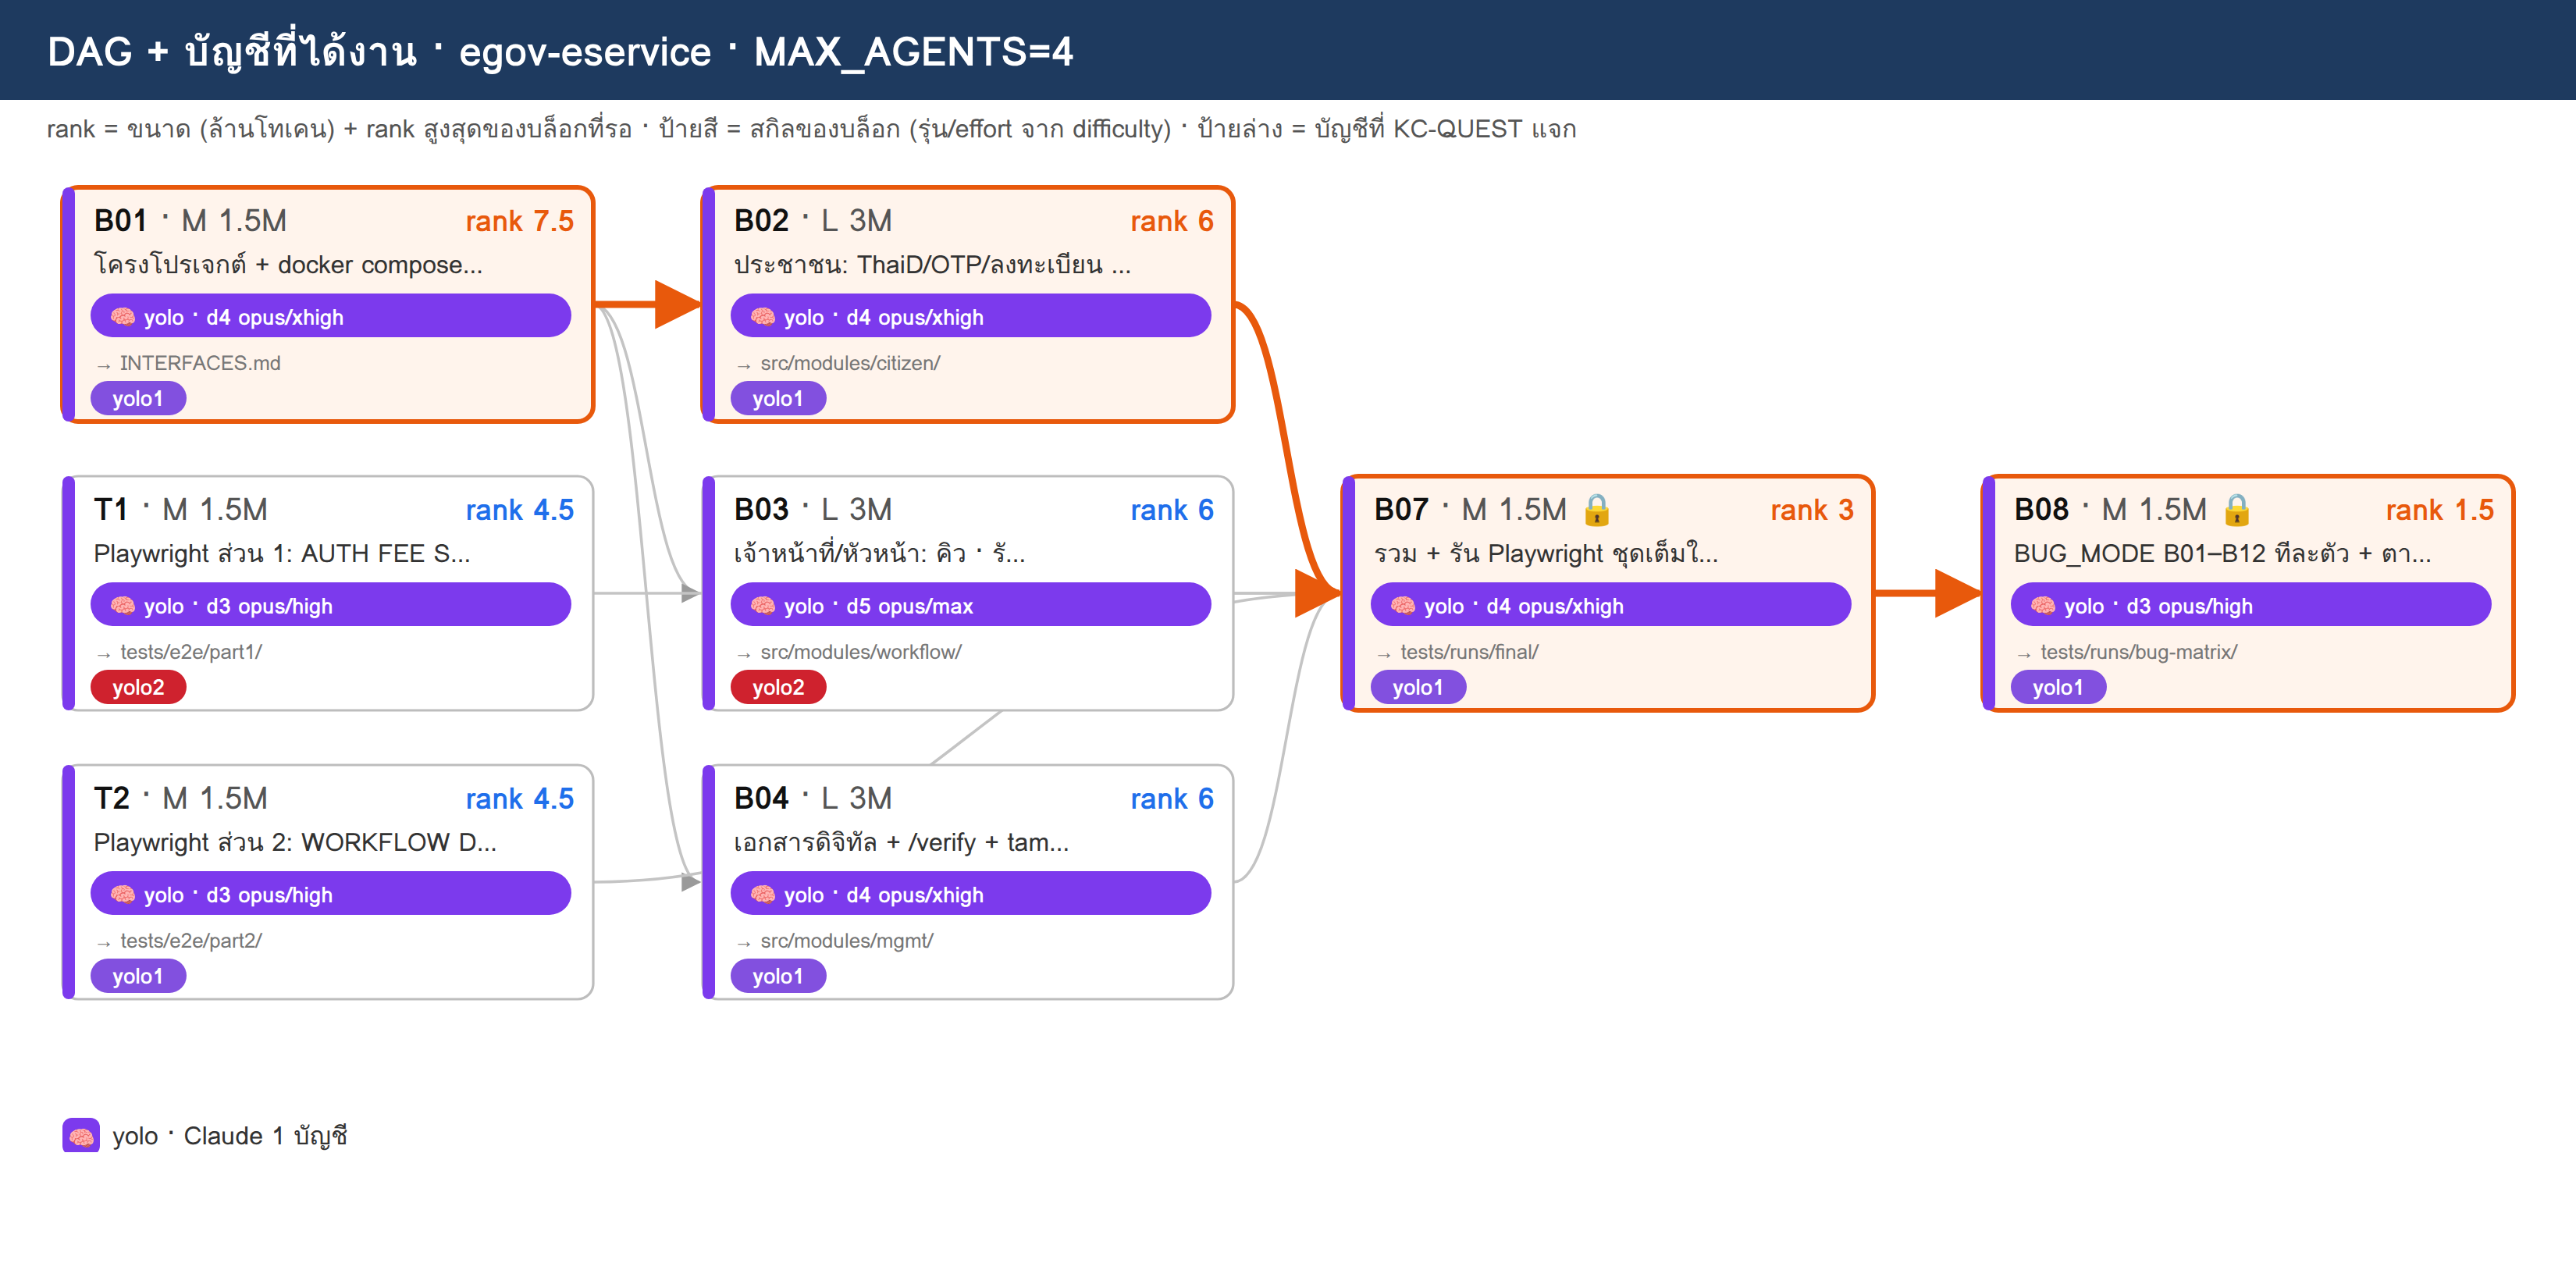 DAG + บัญชีที่ได้งาน · egov-eservice · MAX_AGENTS=4
rank = ขนาด (ล้านโทเคน) + rank สูงสุดของบล็อกที่รอ · ป้ายสี = สกิลของบล็อก (รุ่น/effort จาก difficulty) · ป้ายล่าง = บัญชีที่ KC-QUEST แจก
B01 · M 1.5M rank 7.5
โครงโปรเจกต์ + docker compose...
🧠 yolo · d4 opus/xhigh
→ INTERFACES.md
yolo1
B02 · L 3M rank 6
ประชาชน: ThaiD/OTP/ลงทะเบียน ...
🧠 yolo · d4 opus/xhigh
→ src/modules/citizen/
yolo1
T1 · M 1.5M rank 4.5
Playwright ส่วน 1: AUTH FEE S...
🧠 yolo · d3 opus/high
→ tests/e2e/part1/
yolo2
B03 · L 3M rank 6
เจ้าหน้าที่/หัวหน้า: คิว · รั...
🧠 yolo · d5 opus/max
→ src/modules/workflow/
yolo2
B07 · M 1.5M 🔒 rank 3
รวม + รัน Playwright ชุดเต็มใ...
🧠 yolo · d4 opus/xhigh
→ tests/runs/final/
yolo1
B08 · M 1.5M 🔒 rank 1.5
BUG_MODE B01–B12 ทีละตัว + ตา...
🧠 yolo · d3 opus/high
→ tests/runs/bug-matrix/
yolo1
T2 · M 1.5M rank 4.5
Playwright ส่วน 2: WORKFLOW D...
🧠 yolo · d3 opus/high
→ tests/e2e/part2/
yolo1
B04 · L 3M rank 6
เอกสารดิจิทัล + /verify + tam...
🧠 yolo · d4 opus/xhigh
→ src/modules/mgmt/
yolo1
🧠 yolo · Claude 1 บัญชี